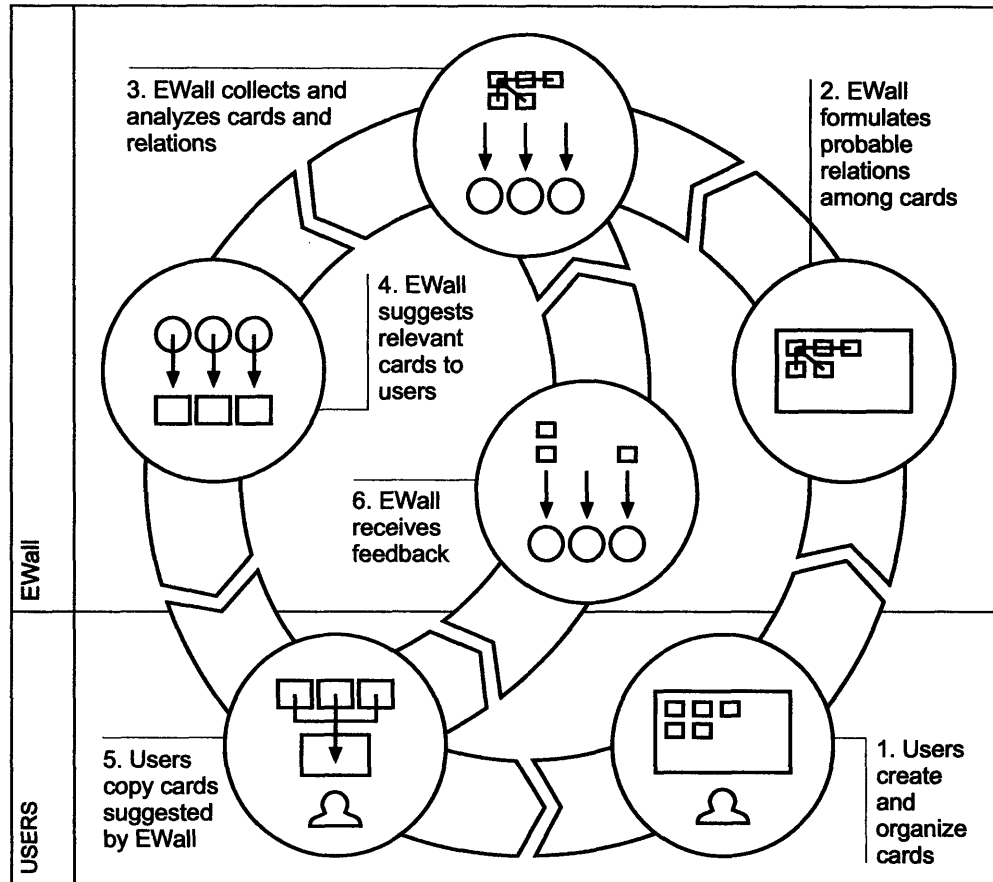 3. EWall collects and
analyzes cards and
relations
2. EWall
formulates
probable
relations
among cards
4. EWall
suggests
relevant
cards to
users
6. EWall
receives
feedback
EWall
5. Users
copy cards
suggested
by EWall
1. Users
create
and
organize
cards
USERS